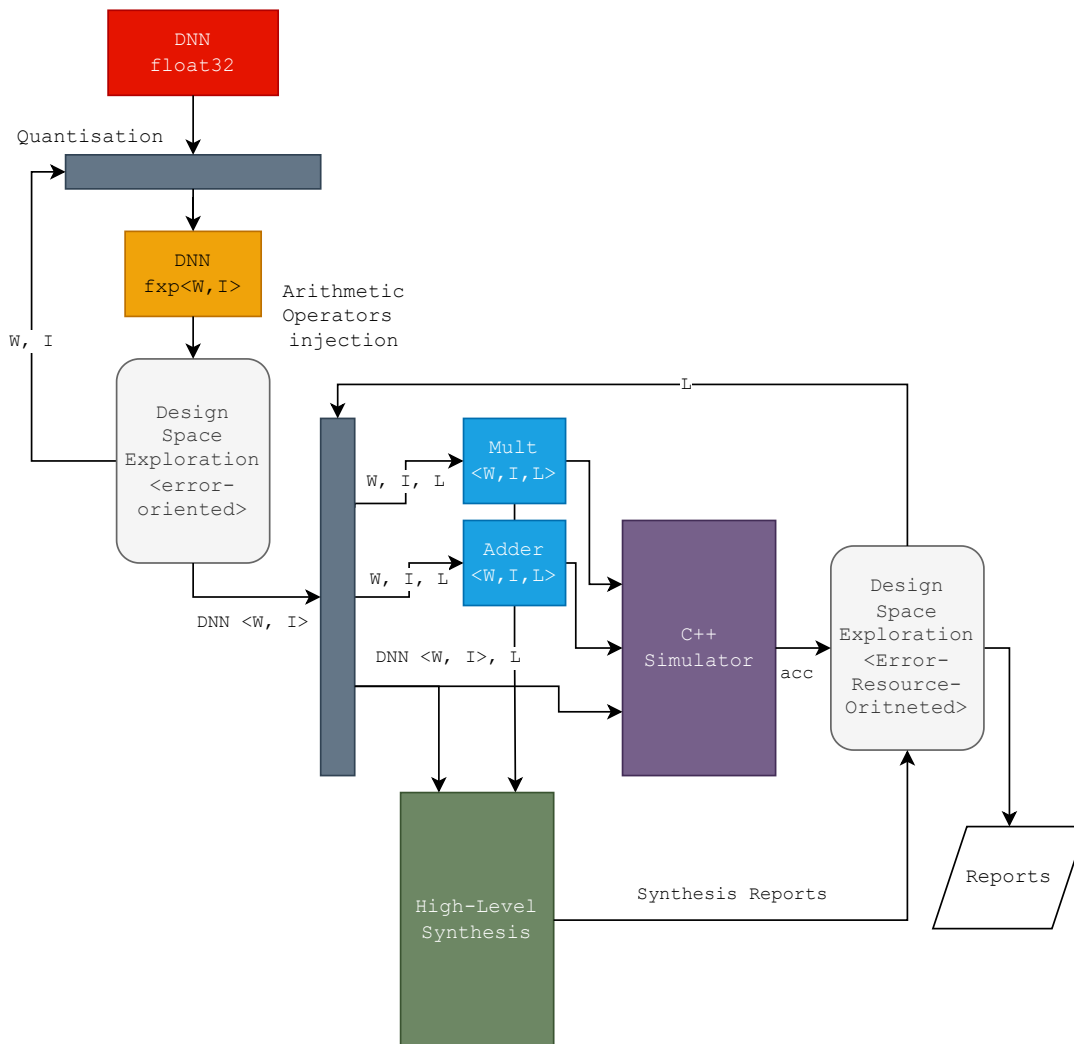 DNN
float32
Quantisation
DNN
fxp<W,I>
Arithmetic
Operators
injection
W, I
Design
Space
Exploration
<error-
oriented>
DNN <W, I>
L
Mult
<W,I,L>
W, I, L
Adder
<W,I,L>
W, I, L
DNN <W, I>, L
C++
Simulator
acc
Design
Space
Exploration
<Error-
Resource-
Oritneted>
High-Level
Synthesis
Synthesis Reports
Reports